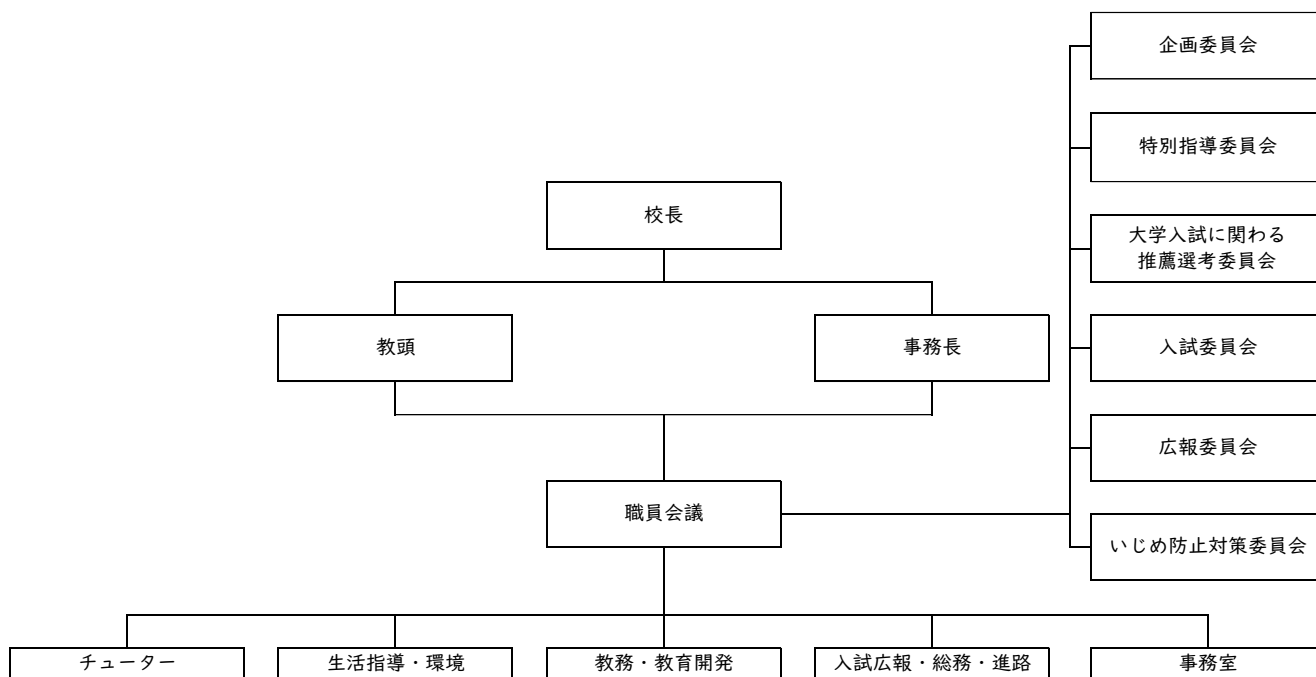 企画委員会
特別指導委員会
校長
大学入試に関わる
推薦選考委員会
教頭
事務長
入試委員会
広報委員会
職員会議
いじめ防止対策委員会
チューター
生活指導・環境
教務・教育開発
入試広報・総務・進路
事務室